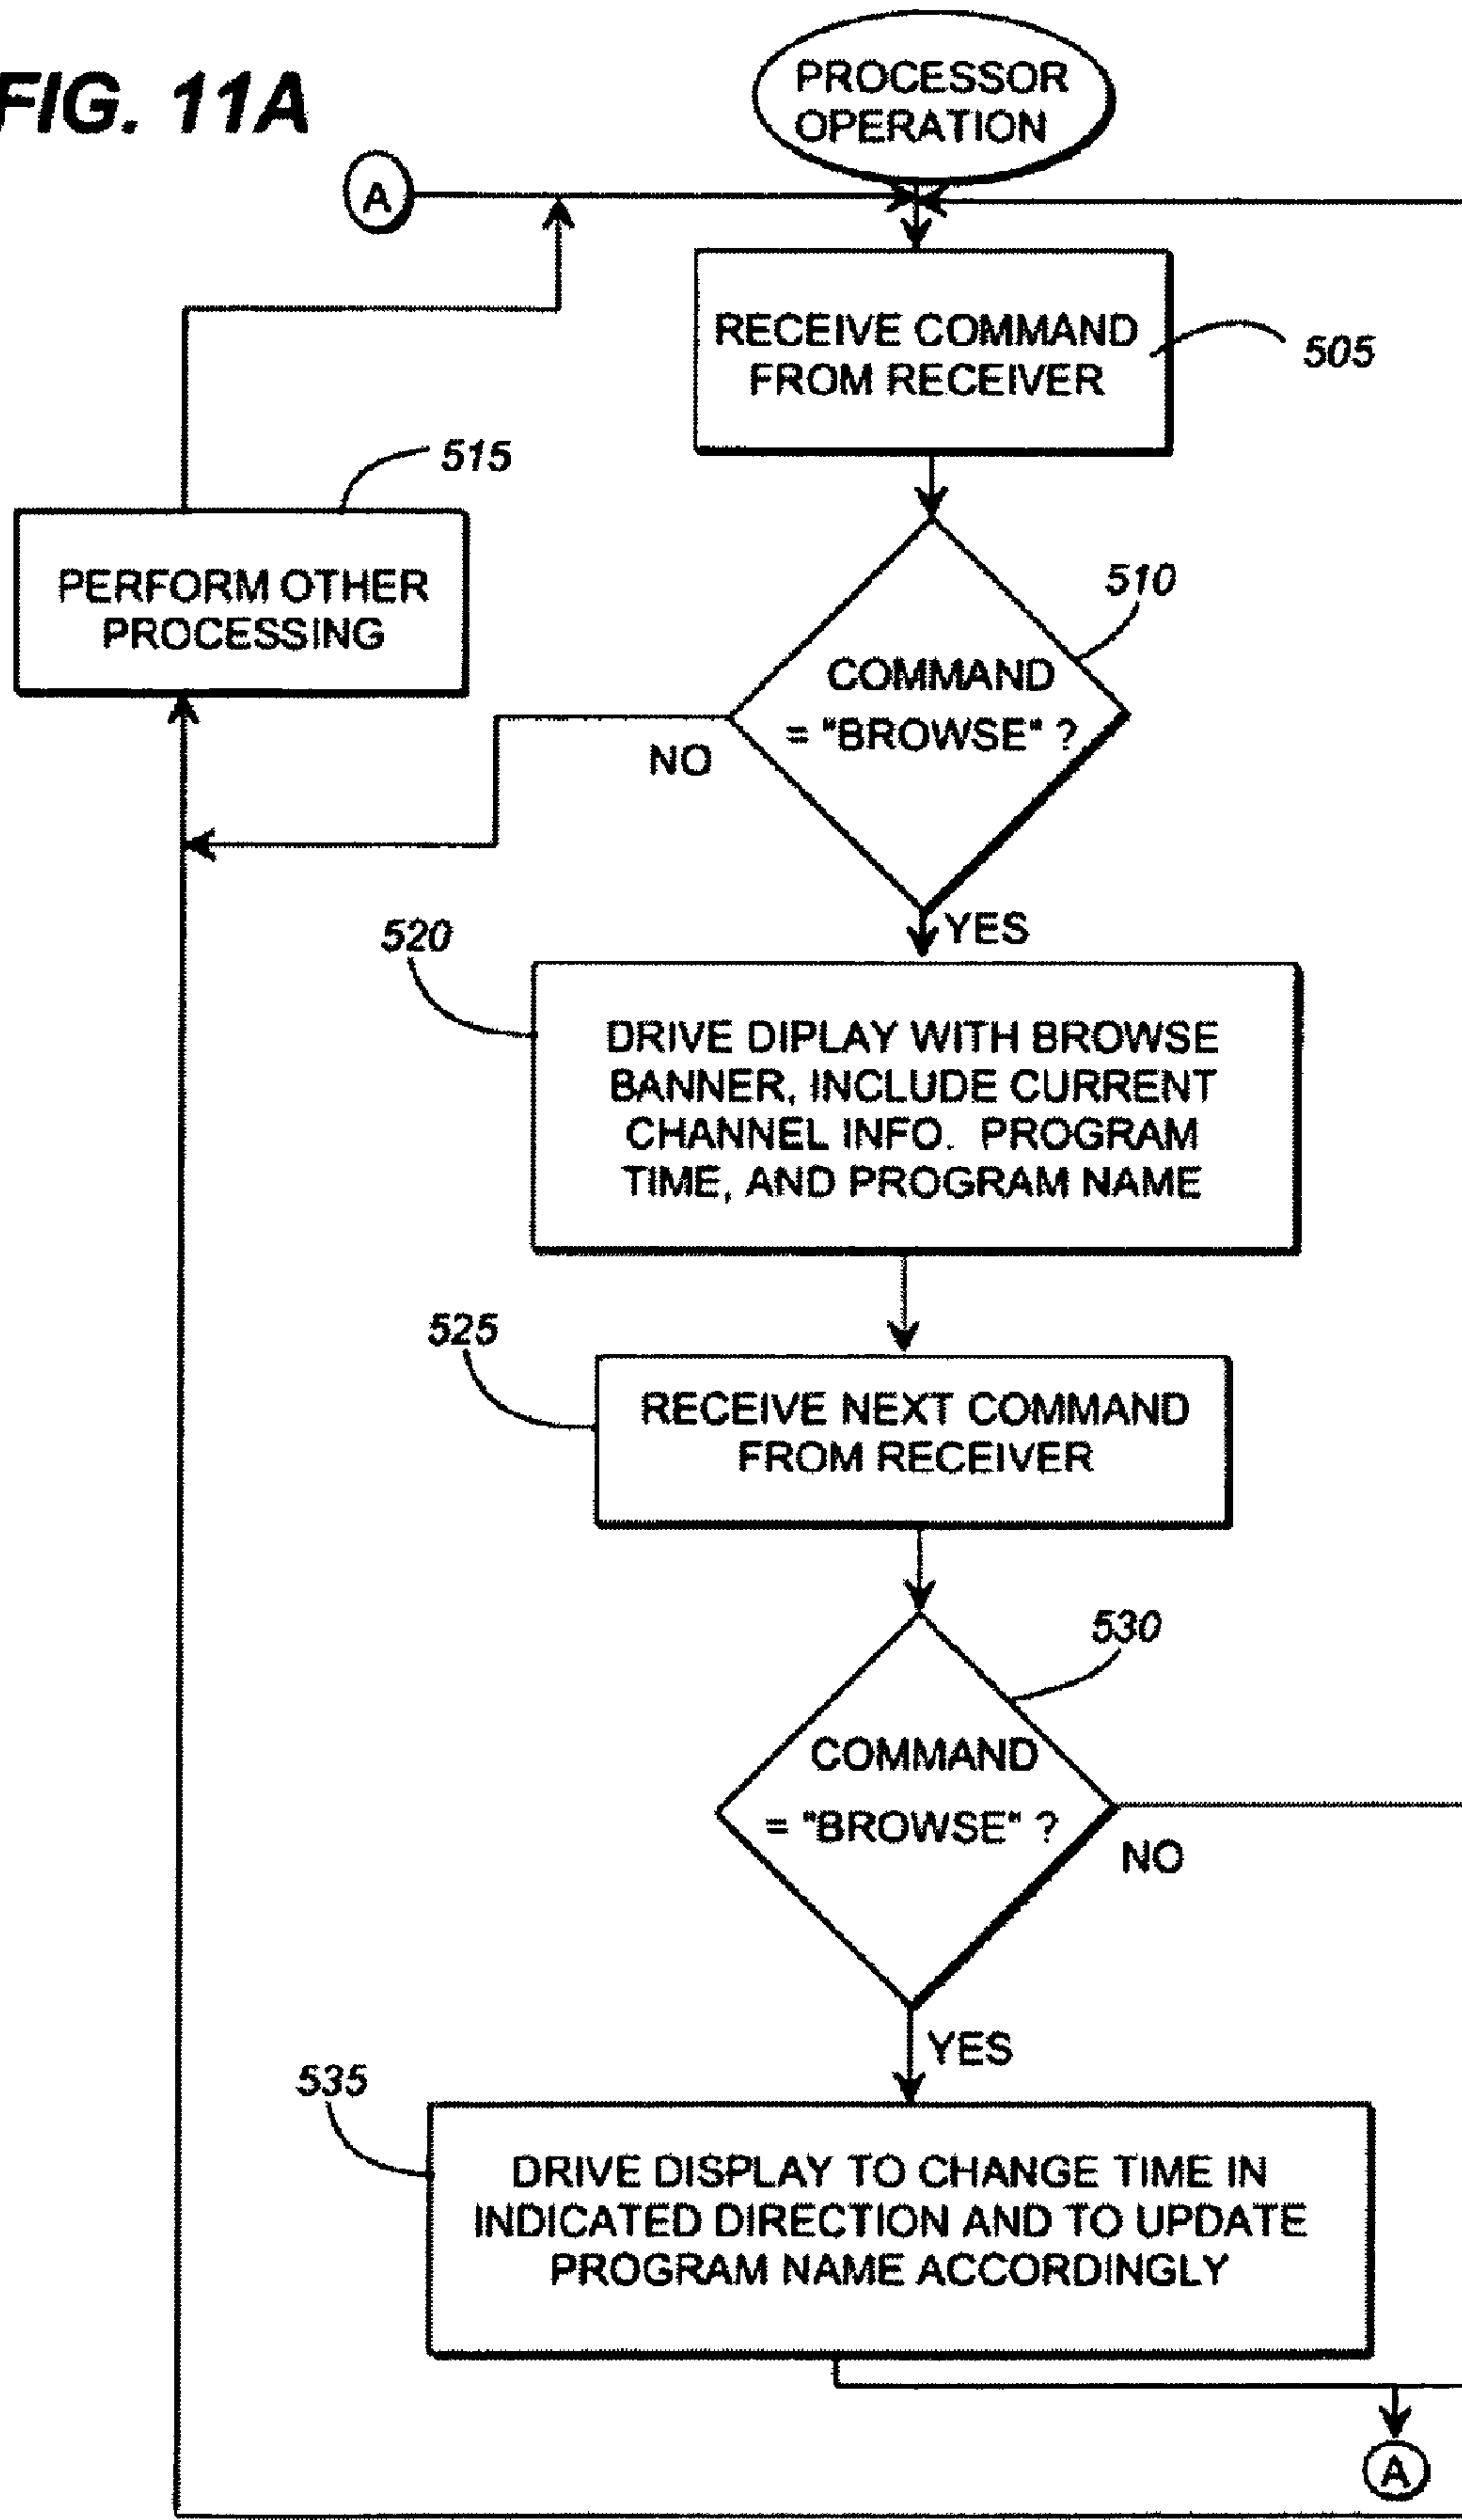 FIG. 11A
PROCESSOR
OPERATION
A
RECEIVE COMMAND
FROM RECEIVER
505
515
PERFORM OTHER
PROCESSING
510
COMMAND
= "BROWSE" ?
NO
YES
520
DRIVE DIPLAY WITH BROWSE
BANNER, INCLUDE CURRENT
CHANNEL INFO. PROGRAM
TIME, AND PROGRAM NAME
525
RECEIVE NEXT COMMAND
FROM RECEIVER
530
COMMAND
= "BROWSE" ?
NO
YES
535
DRIVE DISPLAY TO CHANGE TIME IN
INDICATED DIRECTION AND TO UPDATE
PROGRAM NAME ACCORDINGLY
A